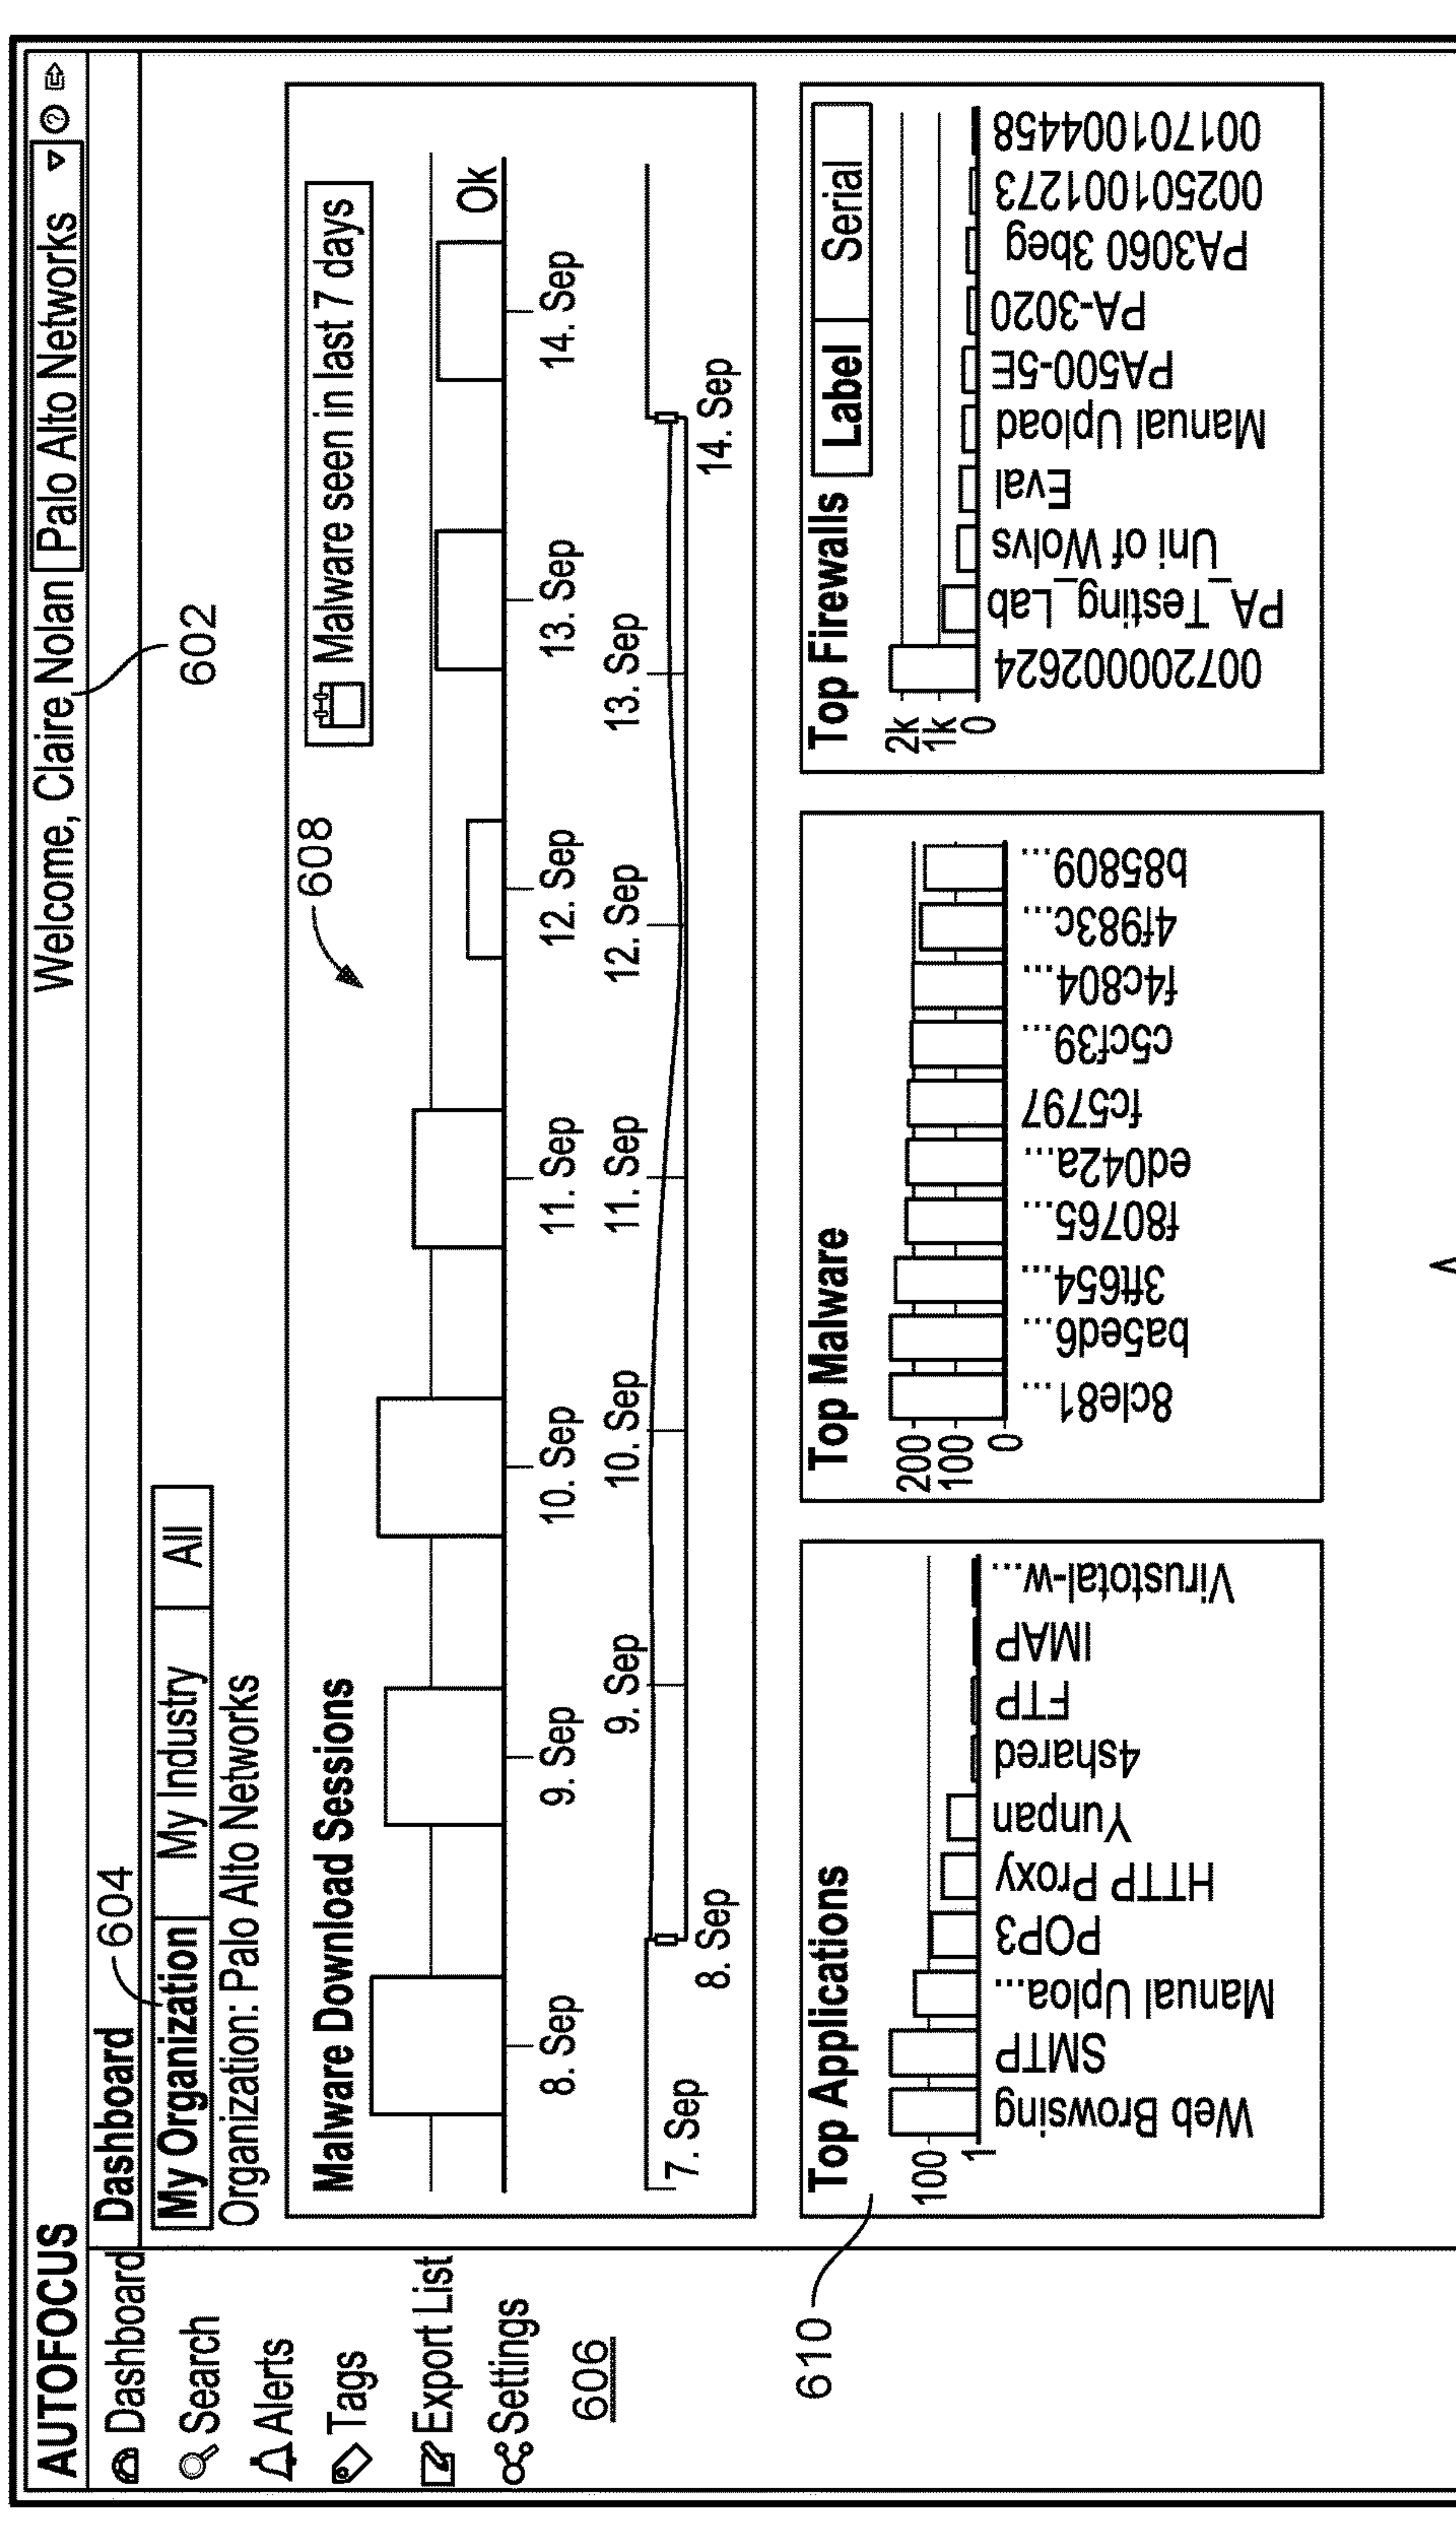 AUTOFOCUS
Welcome, Claire Nolan
Palo Alto Networks
602
Dashboard
Search
Alerts
Tags
Export List
Settings
606
Dashboard
604
My Organization
My Industry
All
Organization: Palo Alto Networks
Malware Download Sessions
608
Malware seen in last 7 days
Ok
8. Sep
9. Sep
10. Sep
11. Sep
12. Sep
13. Sep
14. Sep
7. Sep
8. Sep
9. Sep
10. Sep
11. Sep
12. Sep
13. Sep
14. Sep
610
Top Applications
100
1
Web Browsing
SMTP
Manual Uploa...
POP3
HTTP Proxy
Yunpan
4shared
FTP
IMAP
Virustotal-w...
Top Malware
200
100
0
8cle81...
ba5ed6...
3ft654...
f80765...
ed042a...
fc5797
c5cf39...
f4c804...
4f983c...
b85809...
Top Firewalls
Label
Serial
2k
1k
0
007200002624
PA_Testing_Lab
Uni of Wolvs
Eval
Manual Upload
PA500-5E
PA-3020
PA3060 3beg
002501001273
001701004458